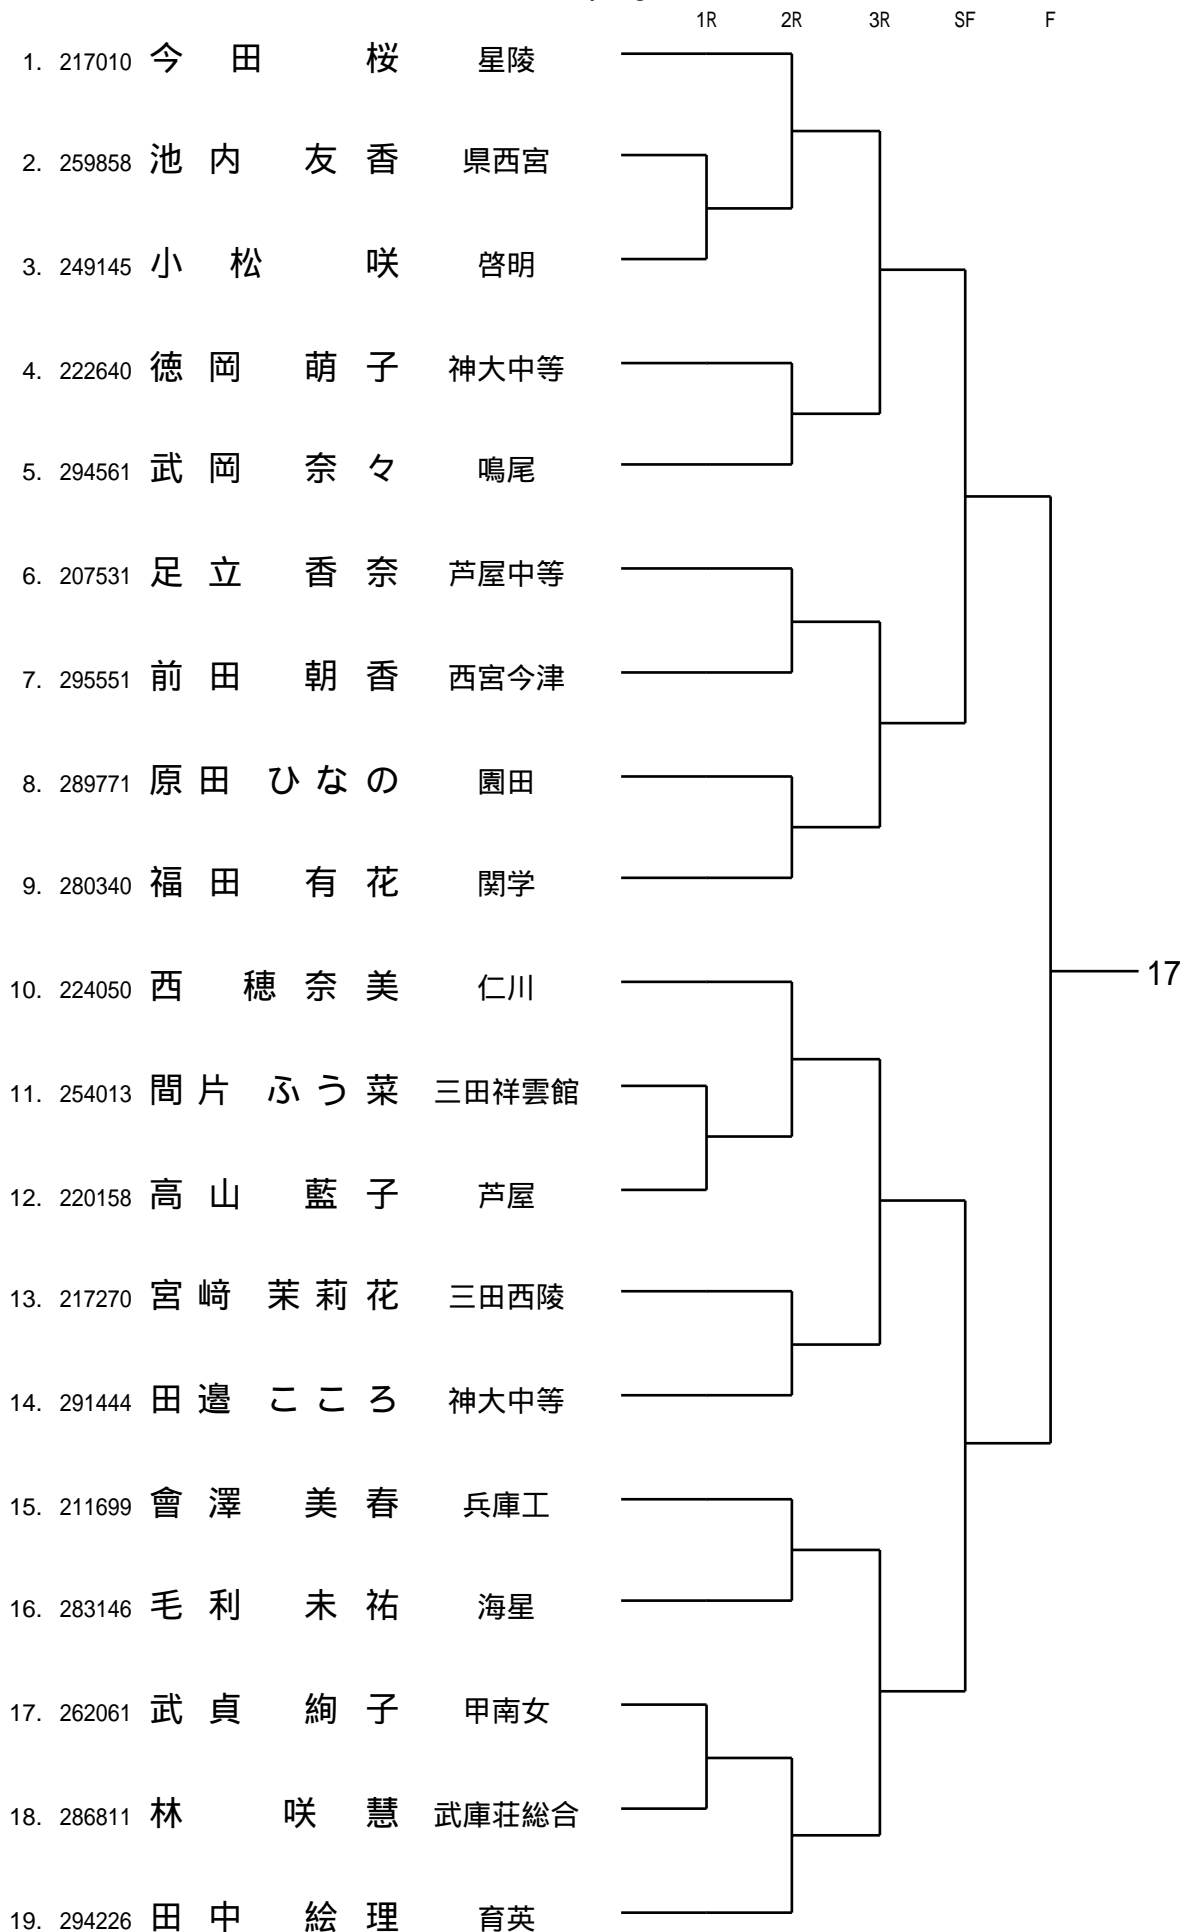 1R 2R 3R SF F
1. 217010 今田 桜 星陵
2. 259858 池内 友香 県西宮
3. 249145 小松 咲 啓明
4. 222640 徳岡 萌子 神大中等
5. 294561 武岡 奈々 鳴尾
6. 207531 足立 香奈 芦屋中等
7. 295551 前田 朝香 西宮今津
8. 289771 原田 ひなの 園田
9. 280340 福田 有花 関学
10. 224050 西 穂奈美 仁川
17
11. 254013 間片 ふう菜 三田祥雲館
12. 220158 高山 藍子 芦屋
13. 217270 宮﨑 茉莉花 三田西陵
14. 291444 田邉 こころ 神大中等
15. 211699 會澤 美春 兵庫工
16. 283146 毛利 未祐 海星
17. 262061 武貞 絢子 甲南女
18. 286811 林 咲慧 武庫荘総合
19. 294226 田中 絵理 育英